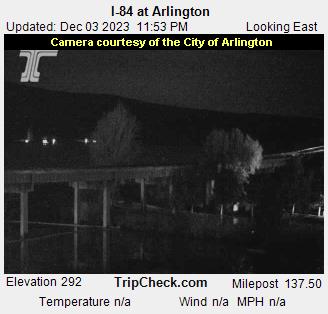 I-84 at Arlington
Updated: Dec 03 2023 11:53 PM Looking East
Camera courtesy of the City of Arlington
Elevation 292 TripCheck.com Milepost 137.50
Temperature n/a Wind n/a MPH n/a